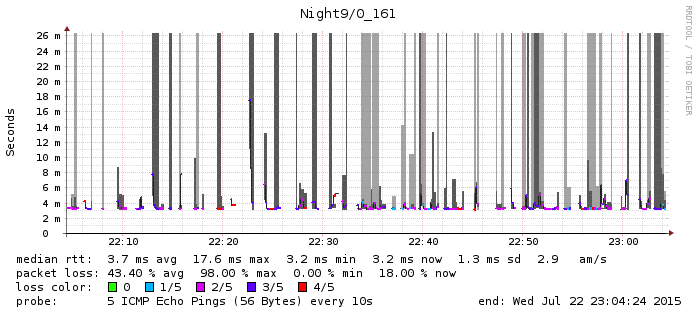 Night9/0_161
RRDTOOL / TOBI OETIKER
Seconds
26 m
24 m
22 m
20 m
18 m
16 m
14 m
12 m
10 m
8 m
6 m
4 m
2 m
0
22:10 22:20 22:30 22:40 22:50 23:00
median rtt: 3.7 ms avg 17.6 ms max 3.2 ms min 3.2 ms now 1.3 ms sd 2.9 am/s
packet loss: 43.40 % avg 98.00 % max 0.00 % min 18.00 % now
loss color: 0 1/5 2/5 3/5 4/5
probe: 5 ICMP Echo Pings (56 Bytes) every 10s end: Wed Jul 22 23:04:24 2015